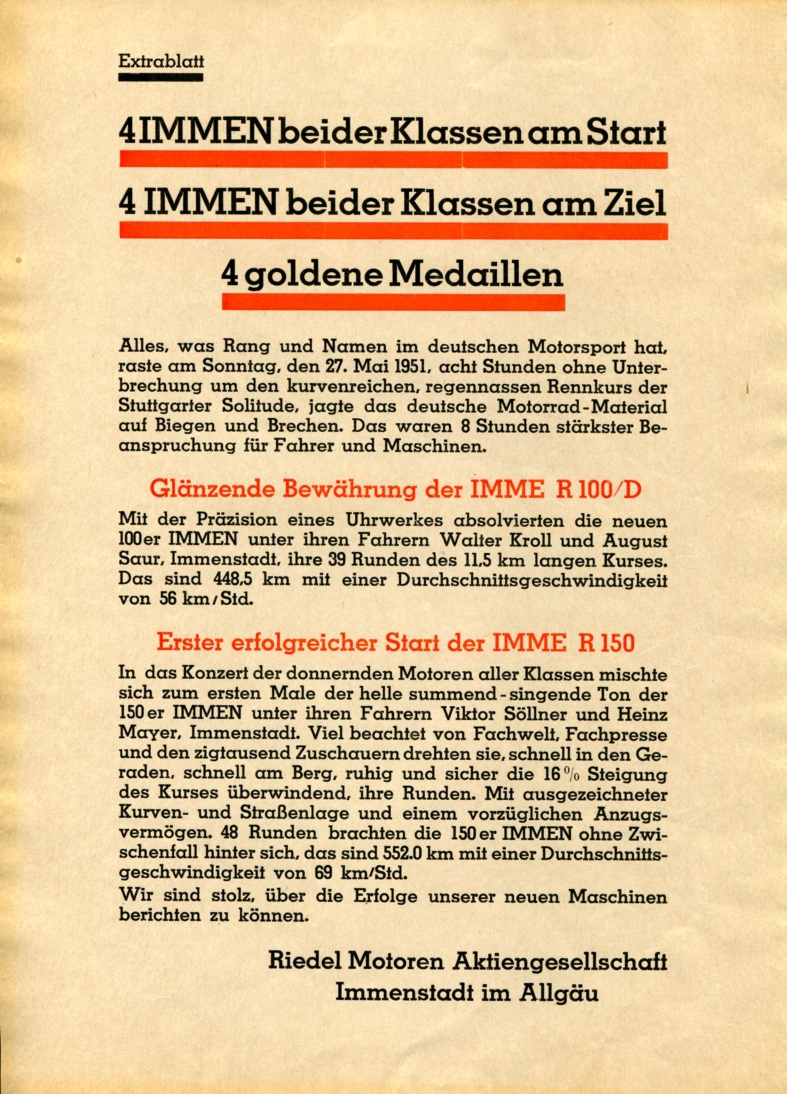 Extrablatt
4 IMMEN beider Klassen am Start
4 IMMEN beider Klassen am Ziel
4 goldene Medaillen
Alles, was Rang und Namen im deutschen Motorsport hat,
raste am Sonntag, den 27. Mai 1951, acht Stunden ohne Unter-
brechung um den kurvenreichen, regennassen Rennkurs der
Stuttgarter Solitude, jagte das deutsche Motorrad-Material
auf Biegen und Brechen. Das waren 8 Stunden stärkster Be-
anspruchung für Fahrer und Maschinen.
Glänzende Bewährung der IMME R 100/D
Mit der Präzision eines Uhrwerkes absolvierten die neuen
100er IMMEN unter ihren Fahrern Walter Kroll und August
Saur, Immenstadt, ihre 39 Runden des 11,5 km langen Kurses.
Das sind 448,5 km mit einer Durchschnittsgeschwindigkeit
von 56 km/Std.
Erster erfolgreicher Start der IMME R 150
In das Konzert der donnernden Motoren aller Klassen mischte
sich zum ersten Male der helle summend-singende Ton der
150er IMMEN unter ihren Fahrern Viktor Söllner und Heinz
Mayer, Immenstadt. Viel beachtet von Fachwelt, Fachpresse
und den zigtausend Zuschauern drehten sie, schnell in den Ge-
raden, schnell am Berg, ruhig und sicher die 16% Steigung
des Kurses überwindend, ihre Runden. Mit ausgezeichneter
Kurven- und Straßenlage und einem vorzüglichen Anzugs-
vermögen. 48 Runden brachten die 150er IMMEN ohne Zwi-
schenfall hinter sich, das sind 552.0 km mit einer Durchschnitts-
geschwindigkeit von 69 km/Std.
Wir sind stolz, über die Erfolge unserer neuen Maschinen
berichten zu können.
Riedel Motoren Aktiengesellschaft
Immenstadt im Allgäu